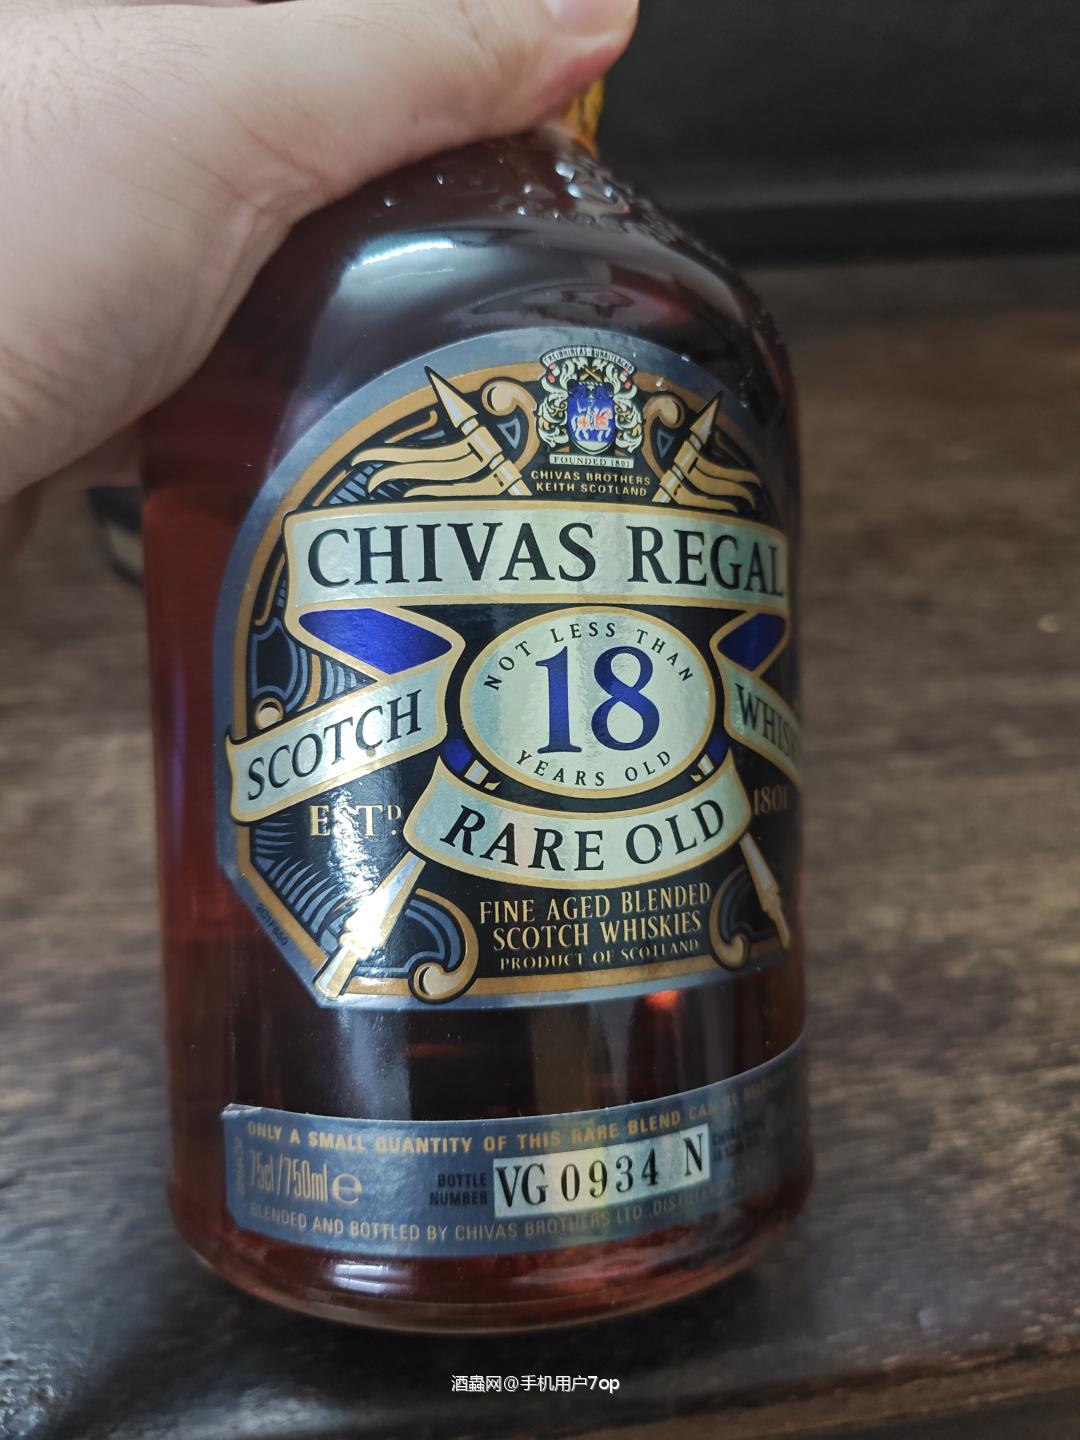 FOUNDED 1801
CHIVAS BROTHERS
KEITH SCOTLAND
CHIVAS REGAL
NOT LESS THAN
18
YEARS OLD
SCOTCH WHISK
ESTD. 1801
RARE OLD
FINE AGED BLENDED
SCOTCH WHISKIES
PRODUCT OF SCOTLAND
ONLY A SMALL QUANTITY OF THIS RARE BLEND CAN BE
75cl/750ml e
BOTTLE NUMBER VG 0934 N
BLENDED AND BOTTLED BY CHIVAS BROTHERS LTD.
酒蟲网@手机用户7op